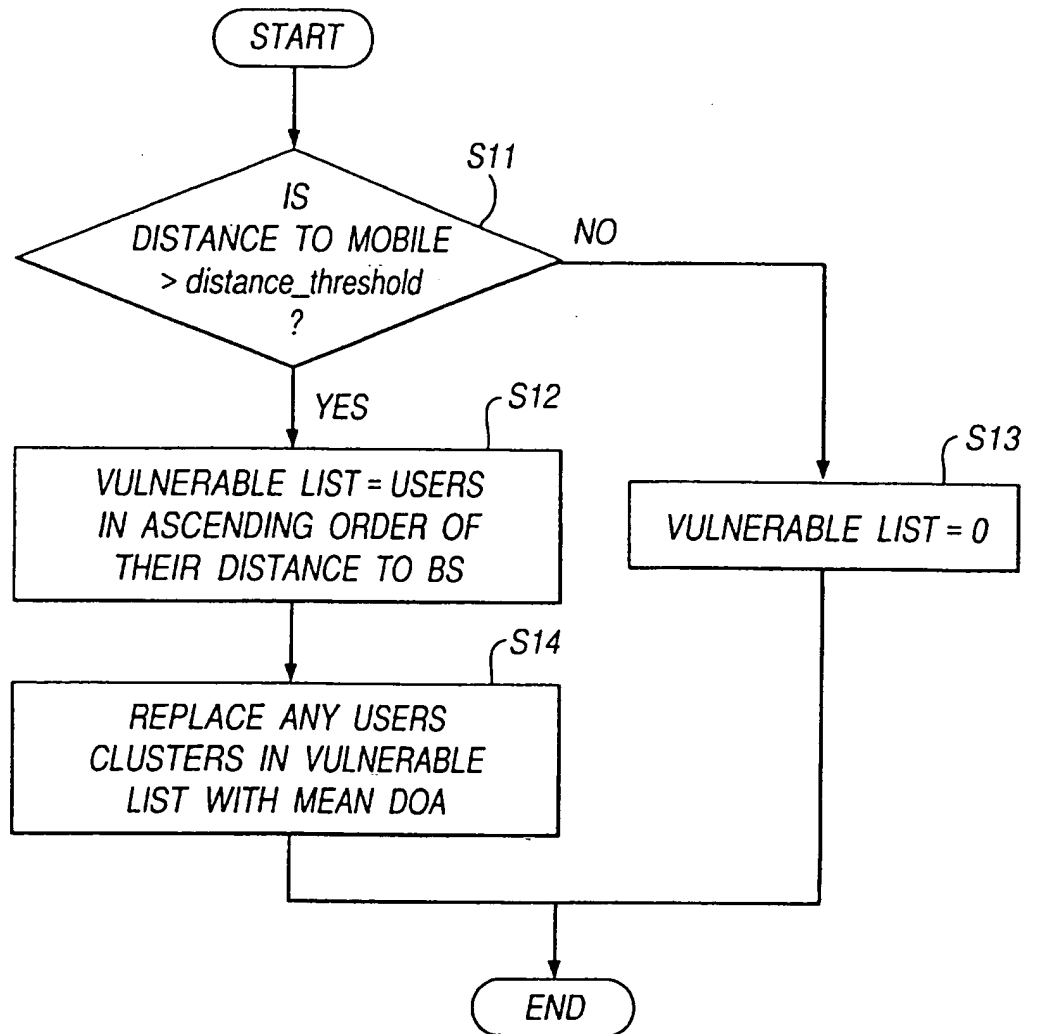 START
S11
IS
DISTANCE TO MOBILE
> distance_threshold
?
NO
YES
S12
VULNERABLE LIST = USERS
IN ASCENDING ORDER OF
THEIR DISTANCE TO BS
S13
VULNERABLE LIST = 0
S14
REPLACE ANY USERS
CLUSTERS IN VULNERABLE
LIST WITH MEAN DOA
END